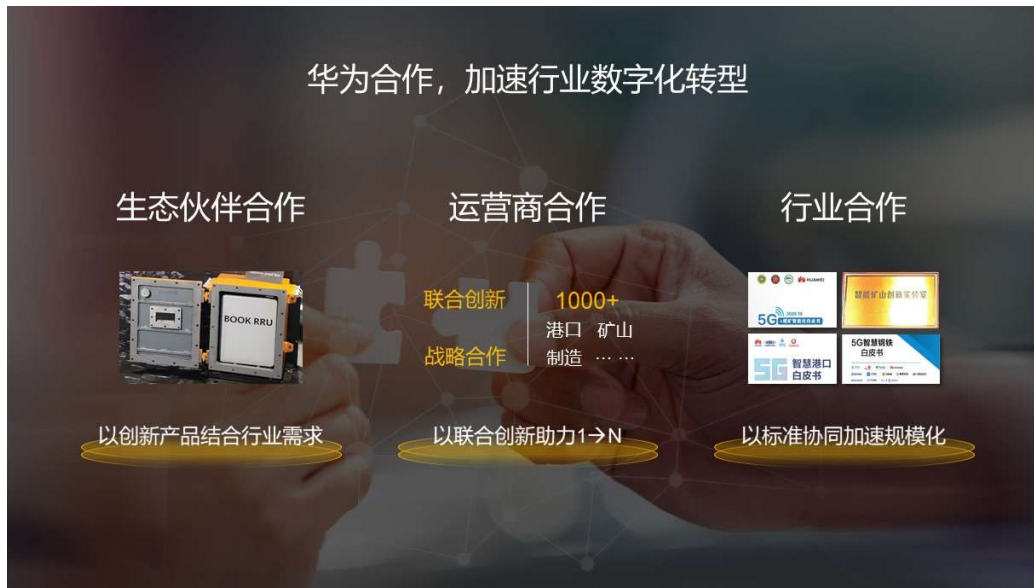 华为合作，加速行业数字化转型
生态伙伴合作
BOOK RRU
以创新产品结合行业需求
运营商合作
联合创新
战略合作
1000+
港口 矿山
制造 … …
以联合创新助力1→N
行业合作
HUAWEI
5G
2020.10
智能矿山创新实验室
5G
智慧港口
白皮书
5G智慧钢铁
白皮书
以标准协同加速规模化